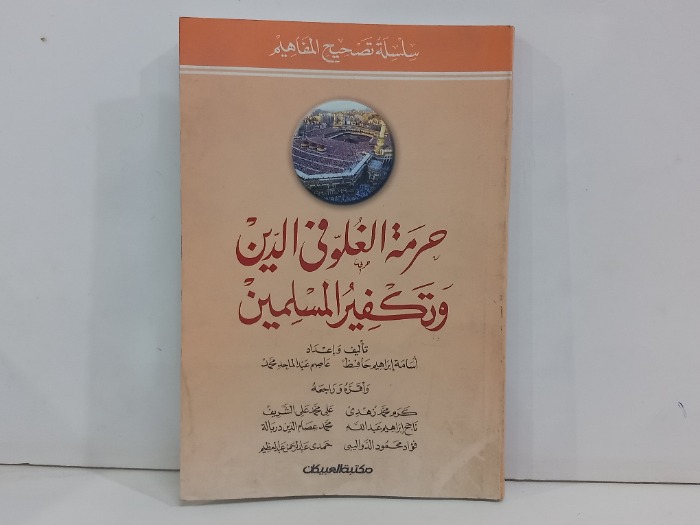 سلسلة تصحيح المفاهيم
حرمة الغلو في الدين
وتكفير المسلمين
تأليف وإعداد
أسامة إبراهيم حافظ عاصم عبد الماجد محمد
وأقره وراجعه
كرم محمد زهدي علي محمد علي الشريف
ناجح إبراهيم عبد الله محمد عصام الدين دربالة
فؤاد محمود الدواليبي حمدي عبد الرحمن عبد العظيم
مكتبة العبيكان